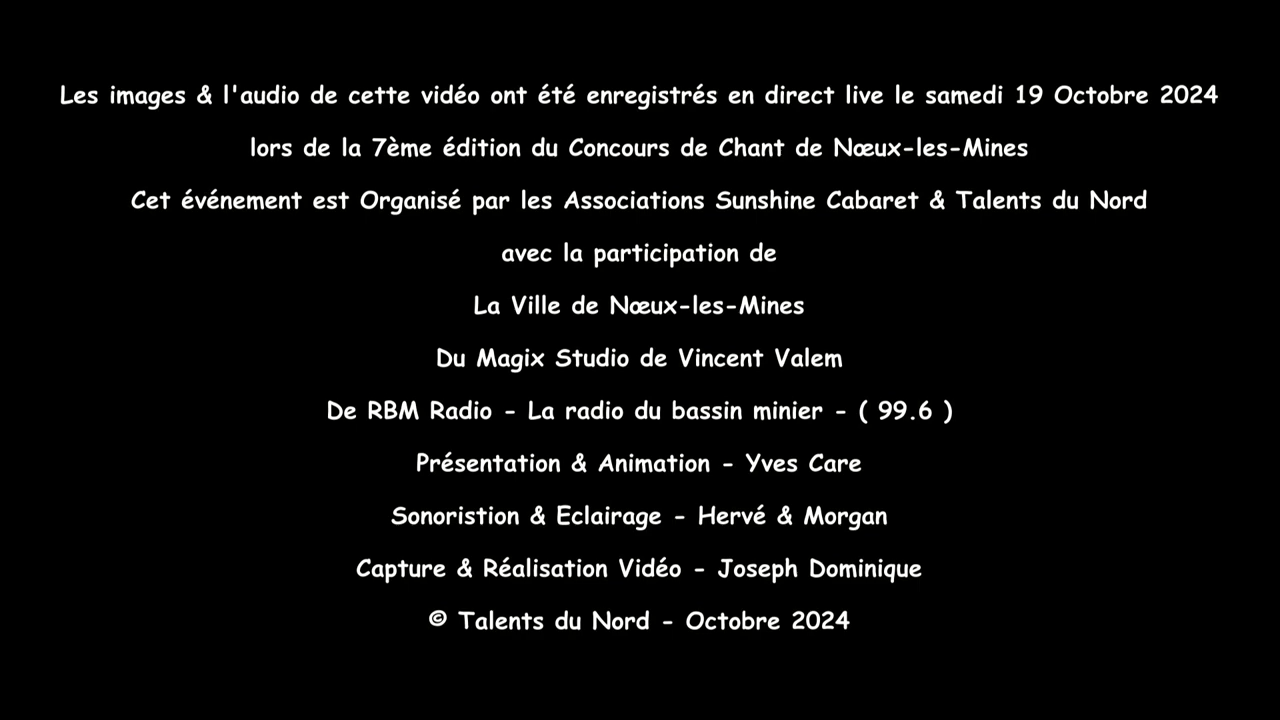 Les images & l'audio de cette vidéo ont été enregistrés en direct live le samedi 19 Octobre 2024
lors de la 7ème édition du Concours de Chant de Nœux-les-Mines
Cet événement est Organisé par les Associations Sunshine Cabaret & Talents du Nord
avec la participation de
La Ville de Nœux-les-Mines
Du Magix Studio de Vincent Valem
De RBM Radio - La radio du bassin minier - ( 99.6 )
Présentation & Animation - Yves Care
Sonoristion & Eclairage - Hervé & Morgan
Capture & Réalisation Vidéo - Joseph Dominique
© Talents du Nord - Octobre 2024